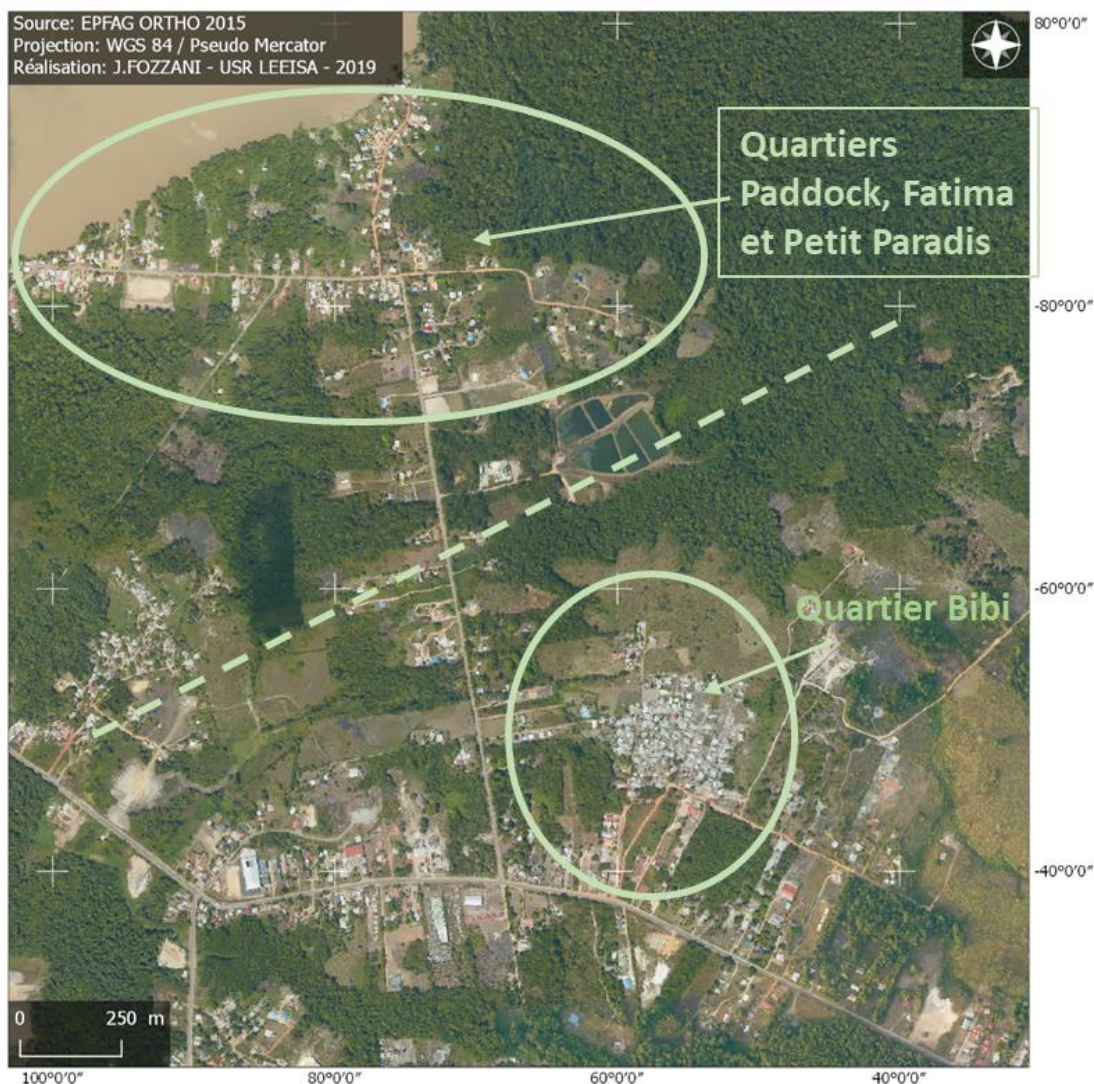 Source: EPFAG ORTHO 2015
Projection: WGS 84 / Pseudo Mercator
Réalisation: J.FOZZANI - USR LEEISA - 2019
80°0'0"
Quartiers
Paddock, Fatima
et Petit Paradis
-80°0'0"
-60°0'0"
Quartier Bibi
-40°0'0"
0 250 m
100°0'0" 80°0'0" 60°0'0" 40°0'0"